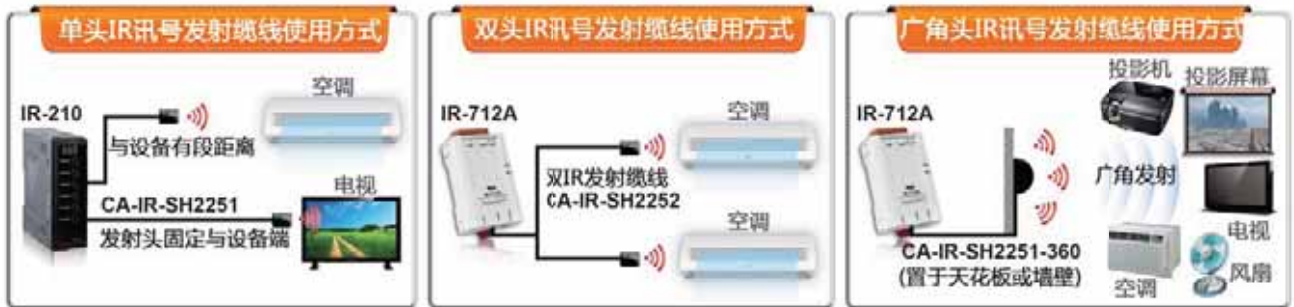 单头IR讯号发射缆线使用方式
IR-210
空调
与设备有段距离
电视
CA-IR-SH2251
发射头固定与设备端
双头IR讯号发射缆线使用方式
IR-712A
空调
双IR发射缆线
CA-IR-SH2252
空调
广角头IR讯号发射缆线使用方式
投影机
投影屏幕
IR-712A
广角发射
电视
CA-IR-SH2251-360
(置于天花板或墙壁)
空调
风扇